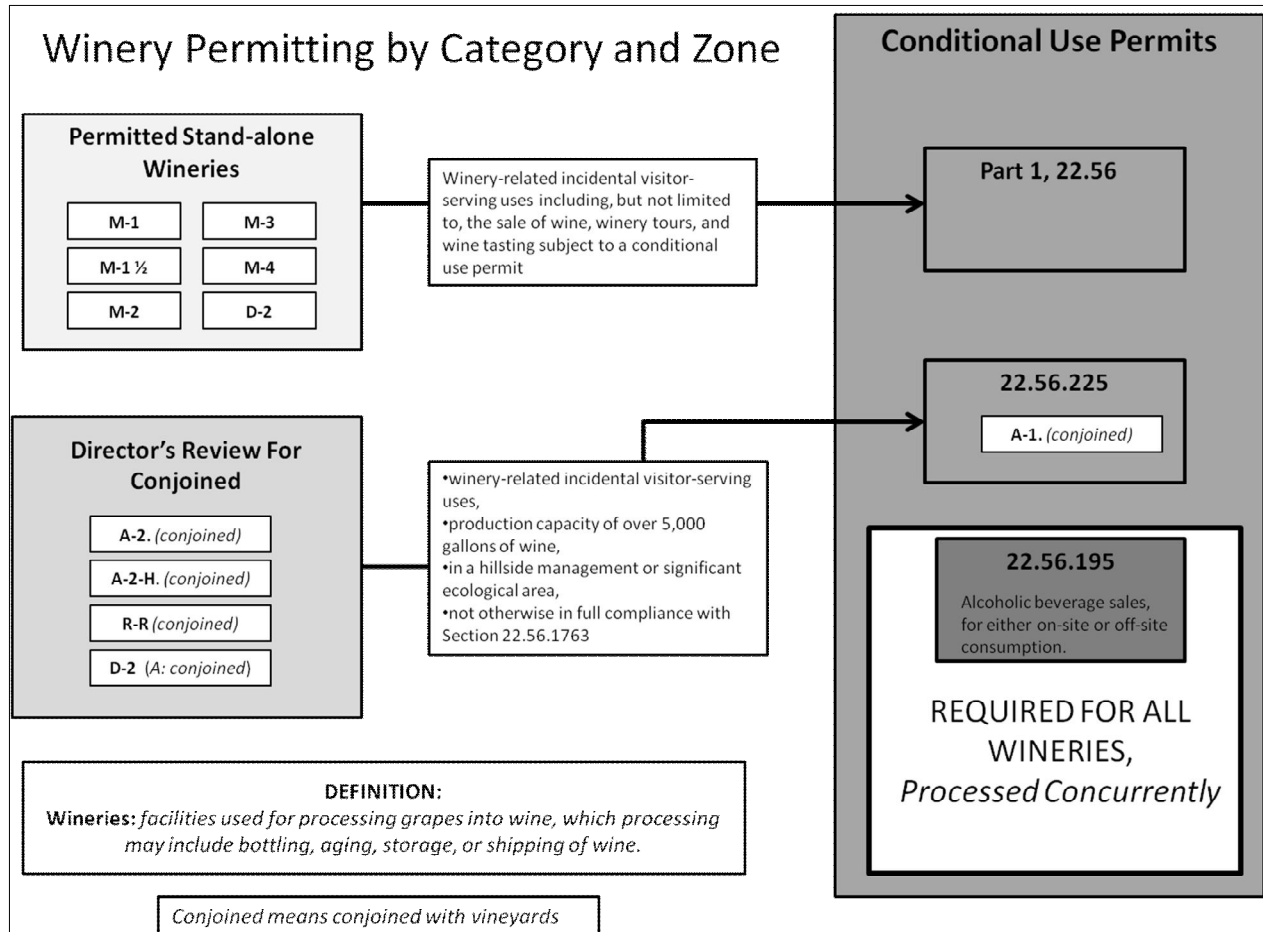 Winery Permitting by Category and Zone
Permitted Stand-alone
Wineries
M-1
M-3
M-1 ½
M-4
M-2
D-2
Winery-related incidental visitor-
serving uses including, but not limited
to, the sale of wine, winery tours, and
wine tasting subject to a conditional
use permit
Director's Review For
Conjoined
A-2. (conjoined)
A-2-H. (conjoined)
R-R (conjoined)
D-2 (A: conjoined)
•winery-related incidental visitor-serving
uses,
•production capacity of over 5,000
gallons of wine,
•in a hillside management or significant
ecological area,
•not otherwise in full compliance with
Section 22.56.1763
Conditional Use Permits
Part 1, 22.56
22.56.225
A-1. (conjoined)
22.56.195
Alcoholic beverage sales,
for either on-site or off-site
consumption.
REQUIRED FOR ALL
WINERIES,
Processed Concurrently
DEFINITION:
Wineries: facilities used for processing grapes into wine, which processing
may include bottling, aging, storage, or shipping of wine.
Conjoined means conjoined with vineyards